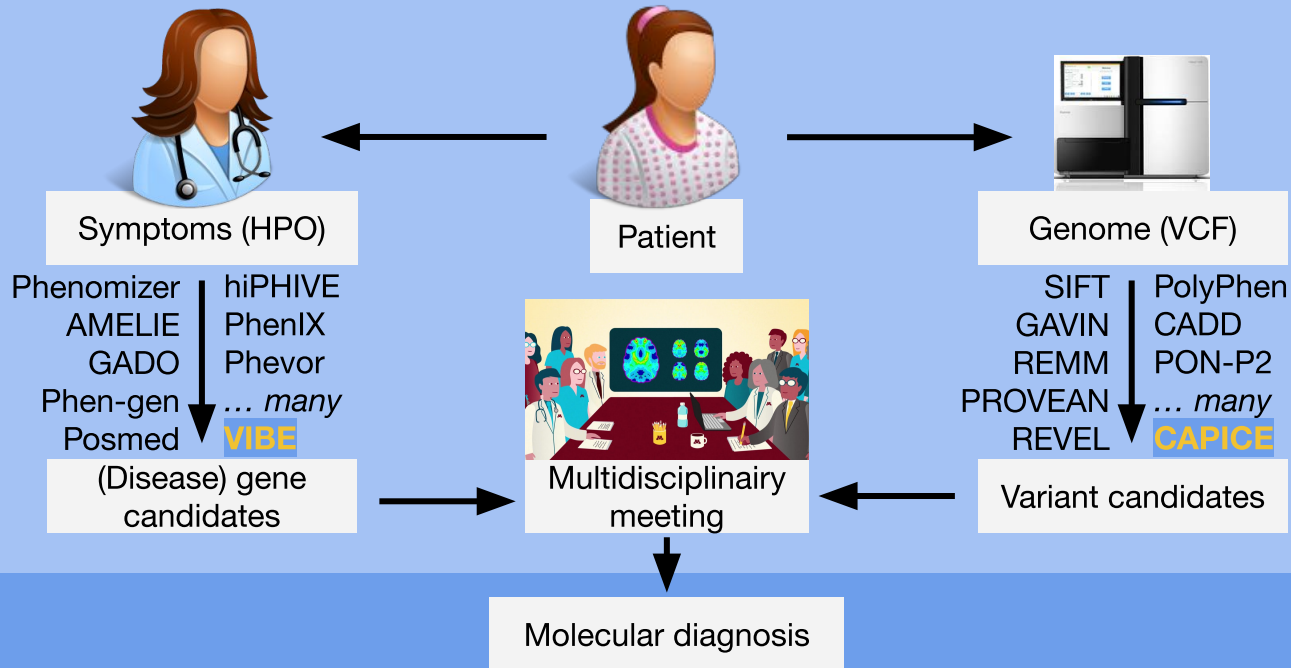 Symptoms (HPO)
Patient
Genome (VCF)
Phenomizer
AMELIE
GADO
Phen-gen
Posmed
hiPHIVE
PhenIX
Phevor
... many
VIBE
SIFT
GAVIN
REMM
PROVEAN
REVEL
PolyPhen
CADD
PON-P2
... many
CAPICE
(Disease) gene
candidates
Multidisciplinairy
meeting
Variant candidates
Molecular diagnosis